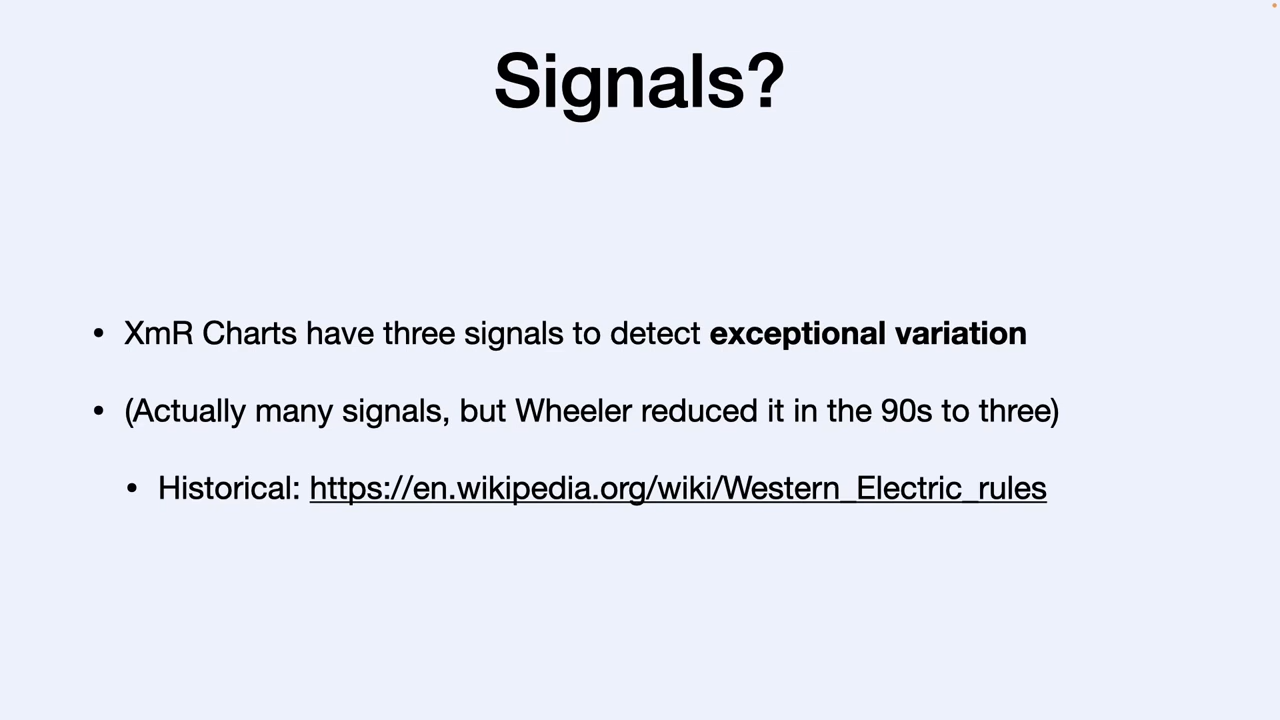 Signals?
• XmR Charts have three signals to detect exceptional variation
• (Actually many signals, but Wheeler reduced it in the 90s to three)
• Historical: https://en.wikipedia.org/wiki/Western_Electric_rules